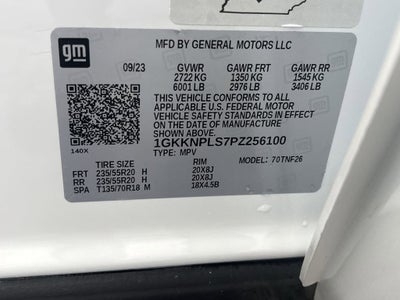 gm
MFD BY GENERAL MOTORS LLC
09/23 GVWR GAWR FRT GAWR RR
2722 KG 1350 KG 1545 KG
6001 LB 2976 LB 3406 LB
THIS VEHICLE CONFORMS TO ALL
APPLICABLE U.S. FEDERAL MOTOR
VEHICLE SAFETY STANDARDS IN EFFECT
ON THE DATE OF MANUFACTURE
1GKKNPLS7PZ256100
140X TYPE: MPV MODEL: 70TNF26
TIRE SIZE RIM
FRT 235/55R20 H 20X8J
RR 235/55R20 H 20X8J
SPA T135/70R18 M 18X4.5B